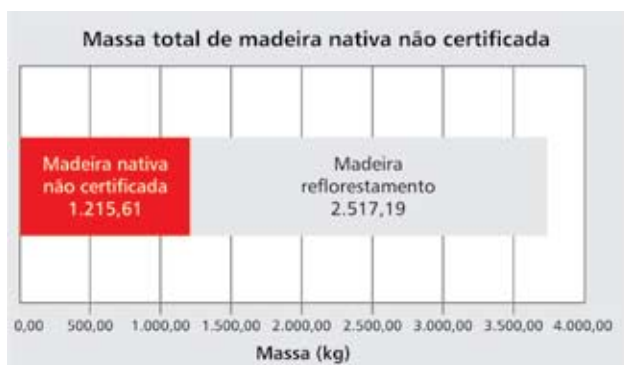 Massa total de madeira nativa não certificada
Madeira nativa
não certificada
1.215,61
Madeira
reflorestamento
2.517,19
0,00 500,00 1.000,00 1.500,00 2.000,00 2.500,00 3.000,00 3.500,00 4.000,00
Massa (kg)